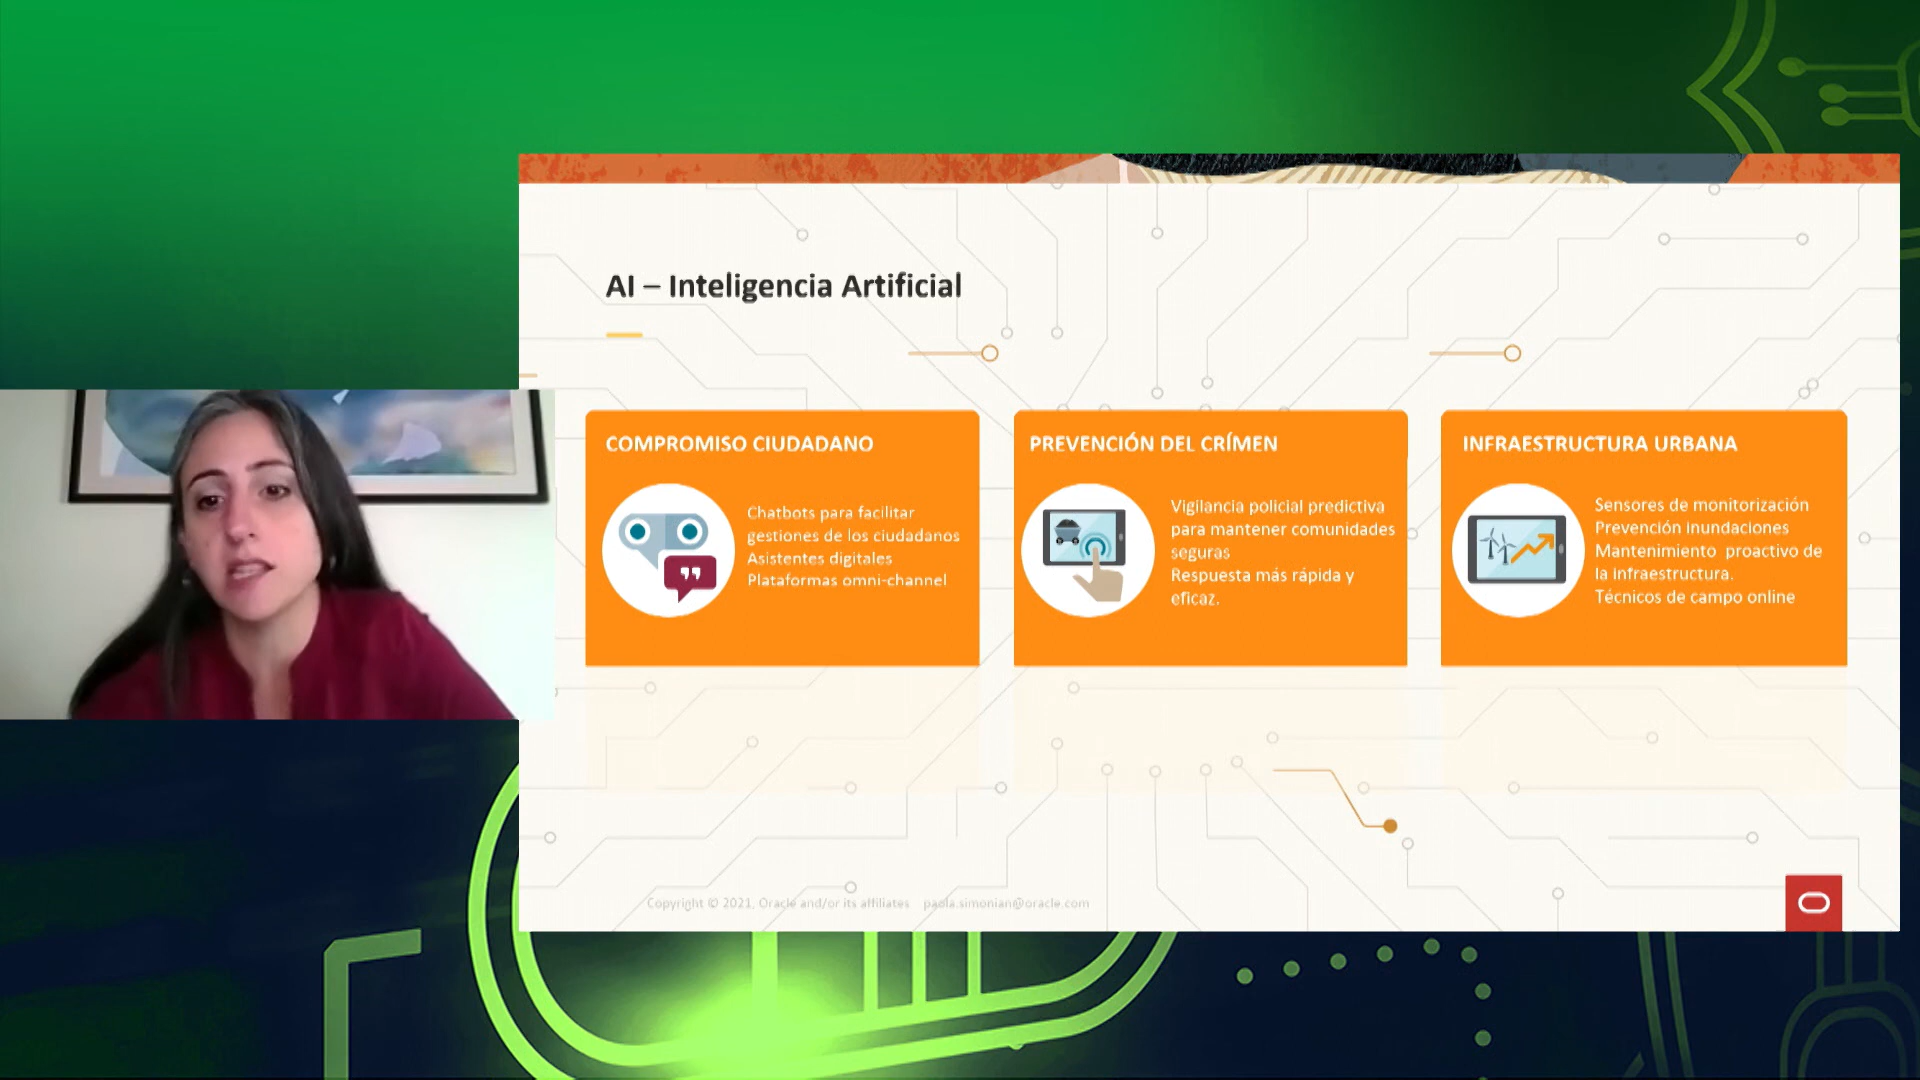 AI – Inteligencia Artificial
COMPROMISO CIUDADANO
Chatbots para facilitar
gestiones de los ciudadanos
Asistentes digitales
Plataformas omni-channel
PREVENCIÓN DEL CRÍMEN
Vigilancia policial predictiva
para mantener comunidades
seguras
Respuesta más rápida y
eficaz.
INFRAESTRUCTURA URBANA
Sensores de monitorización
Prevención inundaciones
Mantenimiento proactivo de
la infraestructura.
Técnicos de campo online
Copyright © 2021, Oracle and/or its affiliates paola.simonian@oracle.com